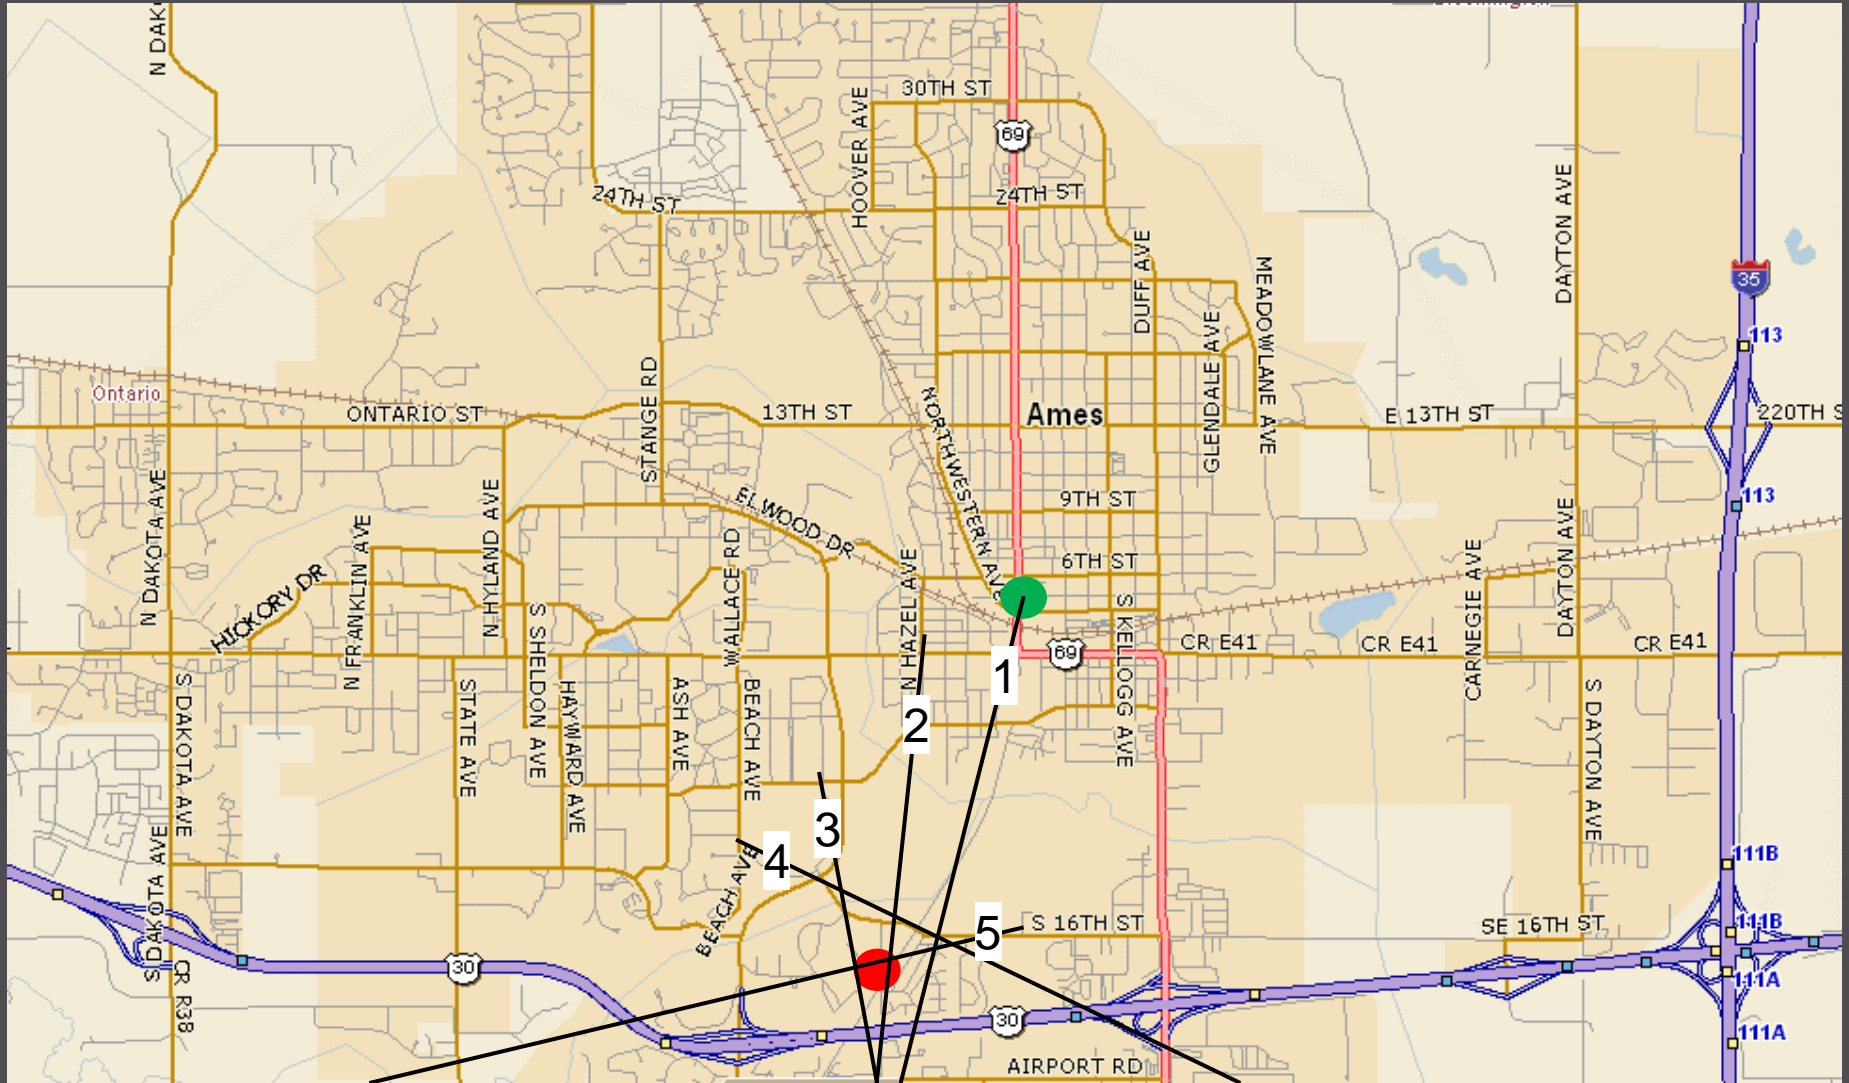 N DAK
Bloomington
30TH ST
HOOVER AVE
69
24TH ST
24TH ST
DAYTON AVE
DUFF AVE
MEADOWLANE AVE
35
113
GLENDALE AVE
Ontario
STANGE RD
ONTARIO ST
13TH ST
NORTHWESTERN AVE
Ames
E 13TH ST
220TH S
N DAKOTA AVE
N HYLAND AVE
ELWOOD DR
9TH ST
113
DAYTON AVE
N FRANKLIN AVE
HICKORY DR
WALLACE RD
N HAZEL AVE
6TH ST
CARNEGIE AVE
S SHELDON AVE
S KELLOGG AVE
1
69
CR E41
CR E41
CR E41
S DAKOTA AVE
STATE AVE
HAYWARD AVE
ASH AVE
BEACH AVE
2
S DAYTON AVE
3
4
S DAKOTA AVE
BEACH AVE
5
S 16TH ST
SE 16TH ST
111B
111B
CR R38
30
111A
30
111A
AIRPORT RD